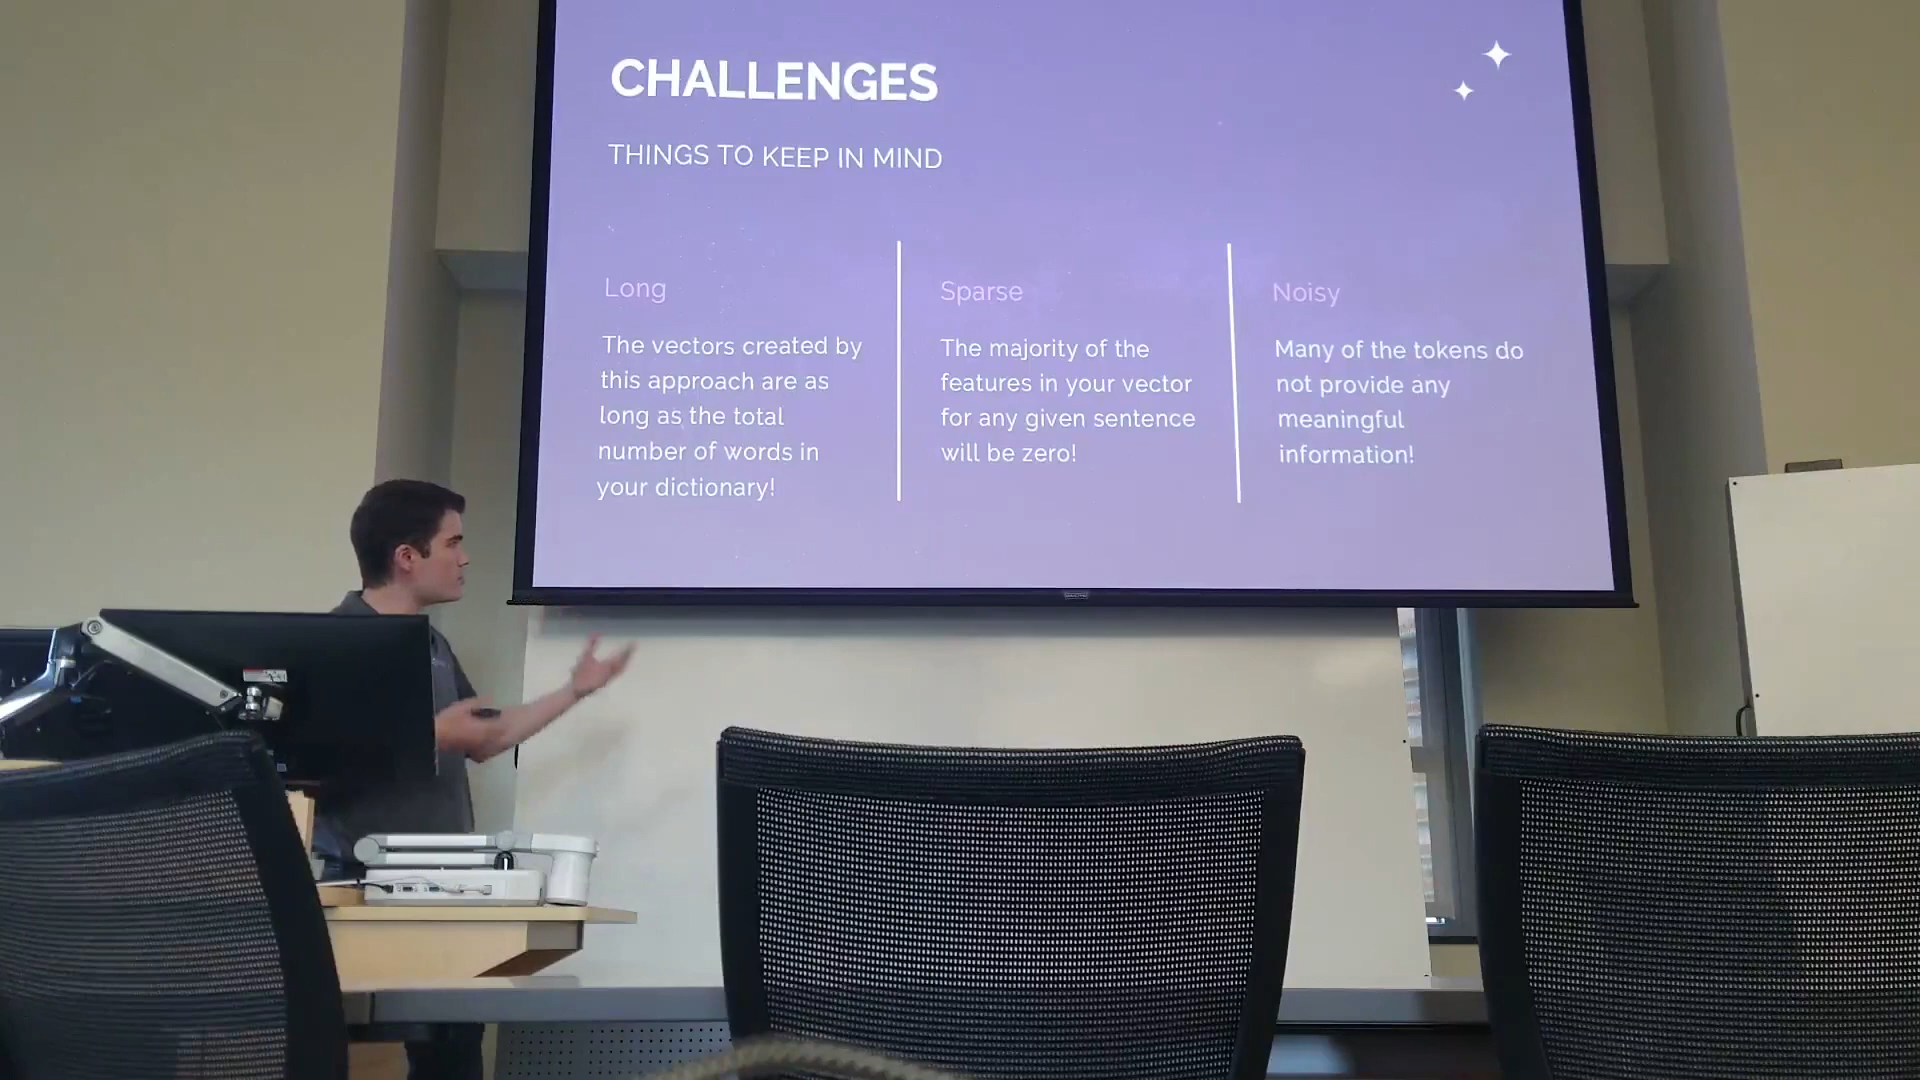 CHALLENGES
THINGS TO KEEP IN MIND
Long
The vectors created by
this approach are as
long as the total
number of words in
your dictionary!
Sparse
The majority of the
features in your vector
for any given sentence
will be zero!
Noisy
Many of the tokens do
not provide any
meaningful
information!